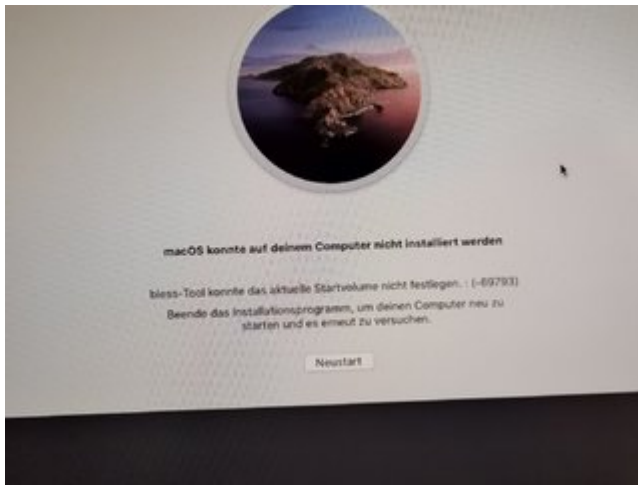 macOS konnte auf deinem Computer nicht installiert werden
bless-Tool konnte das aktuelle Startvolume nicht festlegen. : (-69793)
Beende das Installationsprogramm, um deinen Computer neu zu
starten und es erneut zu versuchen.
Neustart